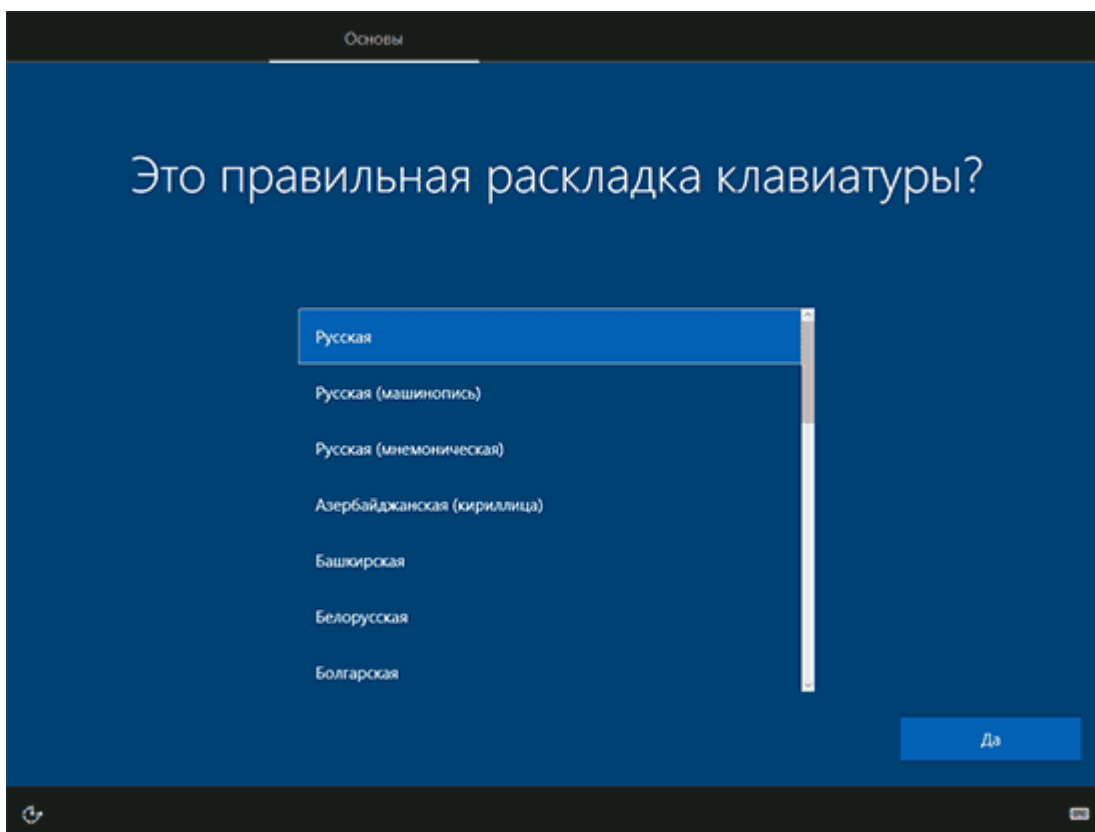 Основы
Это правильная раскладка клавиатуры?
Русская
Русская (машинопись)
Русская (мнемоническая)
Азербайджанская (кириллица)
Башкирская
Белорусская
Болгарская
Да